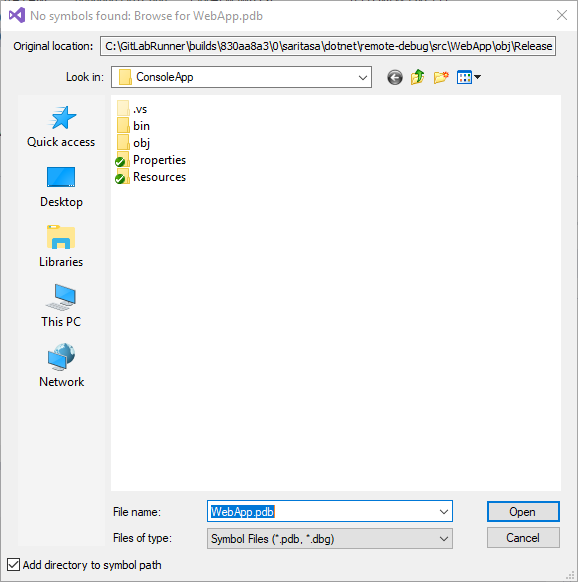 No symbols found: Browse for WebApp.pdb
Original location: C:\GitLabRunner\builds\830aa8a3\0\saritasa\dotnet\remote-debug\src\WebApp\obj\Release
Look in: ConsoleApp
.vs
bin
obj
Properties
Resources
Quick access
Desktop
Libraries
This PC
Network
File name: WebApp.pdb Open
Files of type: Symbol Files (*.pdb, *.dbg) Cancel
Add directory to symbol path